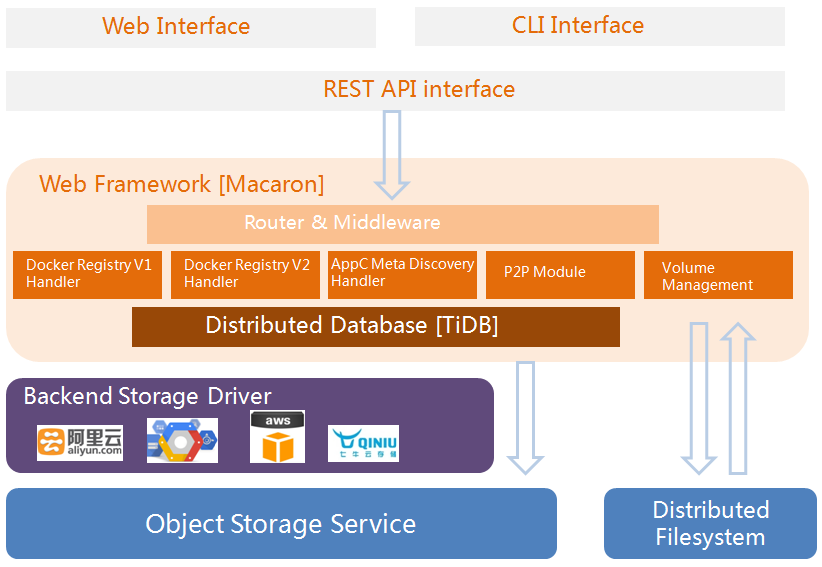 Web Interface
CLI Interface
REST API interface
Web Framework [Macaron]
Router & Middleware
Docker Registry V1
Handler
Docker Registry V2
Handler
AppC Meta Discovery
Handler
P2P Module
Volume
Management
Distributed Database [TiDB]
Backend Storage Driver
阿里云
aliyun.com
aws
QINIU
七牛云存储
Object Storage Service
Distributed
Filesystem